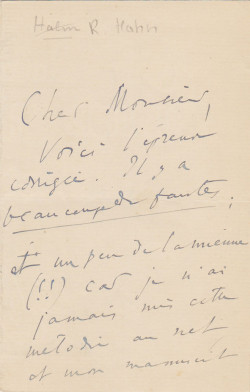 Hahn R Hahn
Cher Monsieur,
Voici l'épreuve
corrigée. Il y a
beaucoup de fautes,
et un peu de la mienne
(!!) car je n'ai
jamais mis cette
mélodie au net
et mon manuscrit